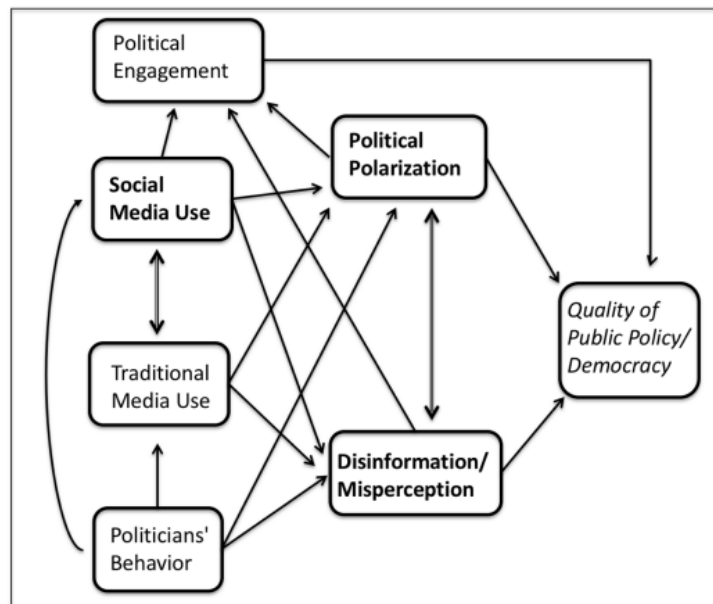 Political
Engagement
Political
Polarization
Social
Media Use
Quality of
Public Policy/
Democracy
Traditional
Media Use
Disinformation/
Misperception
Politicians'
Behavior